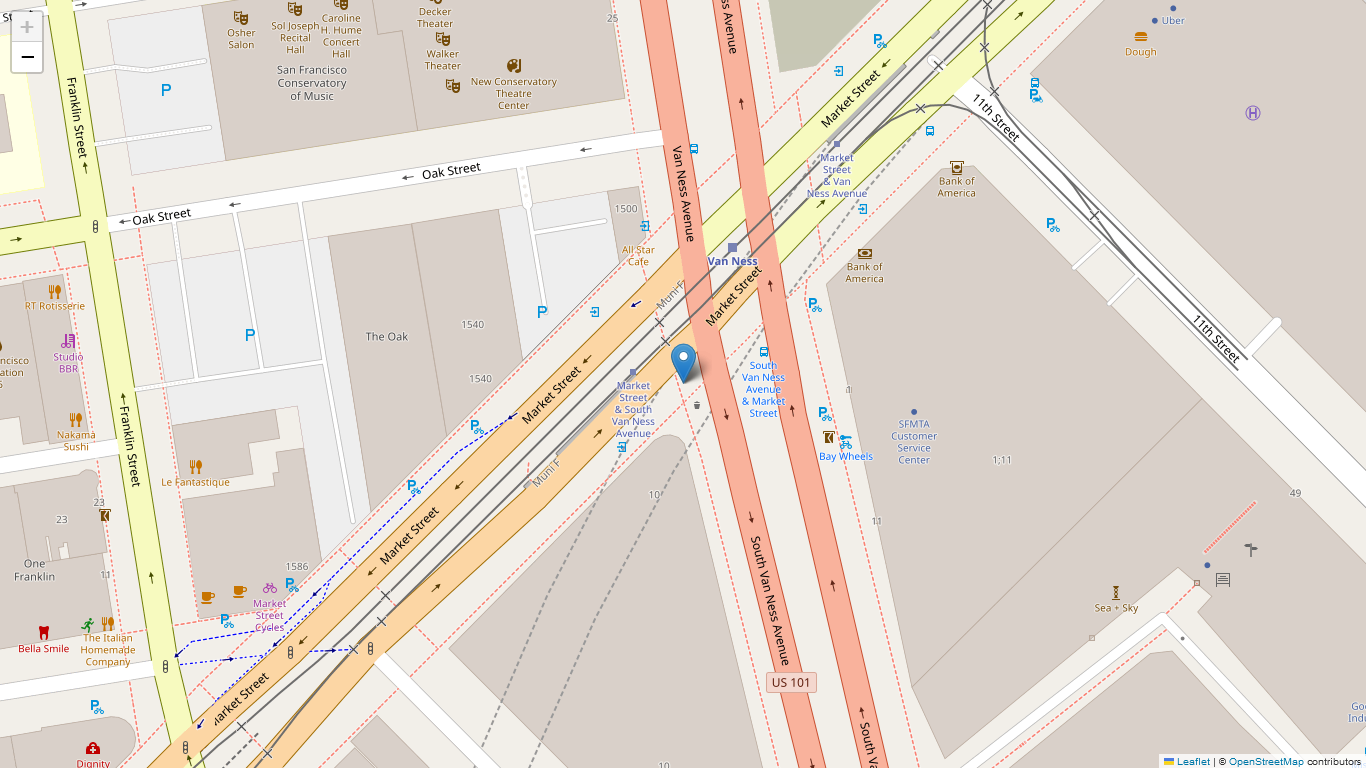 +
−
St
Osher
Salon
Sol Joseph
Recital
Hall
Caroline
H. Hume
Concert
Hall
Decker
Theater
Walker
Theater
25
San Francisco
Conservatory
of Music
New Conservatory
Theatre
Center
P
Franklin Street
Oak Street
Oak Street
Van Ness Avenue
ss Avenue
Market Street
11th Street
Uber
Dough
H
P
P
Market
Street
& Van
Ness Avenue
Bank of
America
P
1500
All Star
Cafe
Van Ness
Bank of
America
P
Muni F
Market Street
RT Rotisserie
Studio
BBR
ncisco
ation
6
P
P
The Oak
1540
1540
11th Street
Market
Street
& South
Van Ness
Avenue
South
Van Ness
Avenue
& Market
Street
P
Bay Wheels
SFMTA
Customer
Service
Center
1;11
49
Market Street
P
Nakama
Sushi
Franklin Street
Le Fantastique
P
Muni F
10
11
23
23
One
Franklin
11
Market Street
1586
P
Market
Street
Cycles
P
Bella Smile
The Italian
Homemade
Company
South Van Ness Avenue
Sea + Sky
US 101
Market Street
P
Dignity
10
South Va
Goo
Indu
Leaflet | © OpenStreetMap contributors